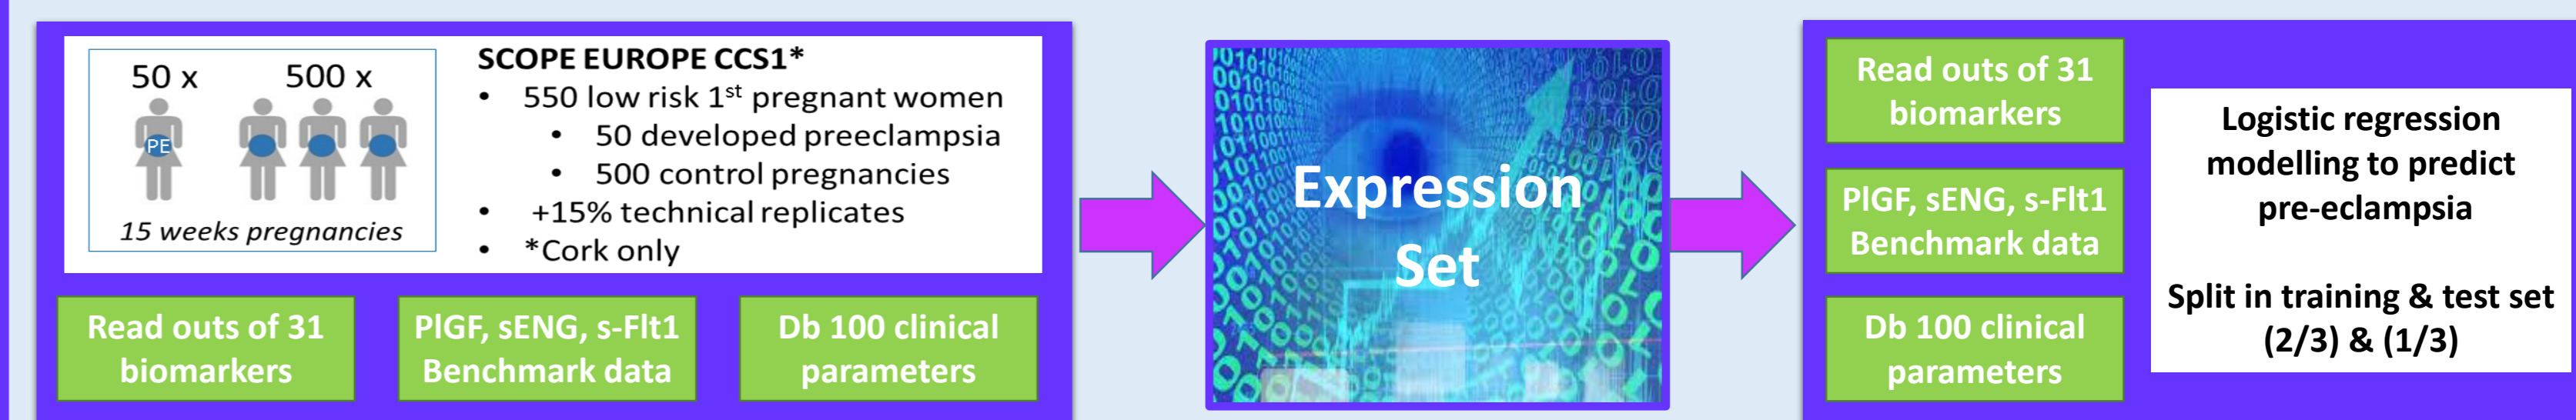 50 x
500 x
PE
15 weeks pregnancies
SCOPE EUROPE CCS1*
• 550 low risk 1st pregnant women
• 50 developed preeclampsia
• 500 control pregnancies
• +15% technical replicates
• *Cork only
Read outs of 31
biomarkers
PlGF, sENG, s-Flt1
Benchmark data
Db 100 clinical
parameters
Expression
Set
Read outs of 31
biomarkers
PlGF, sENG, s-Flt1
Benchmark data
Db 100 clinical
parameters
Logistic regression
modelling to predict
pre-eclampsia
Split in training & test set
(2/3) & (1/3)